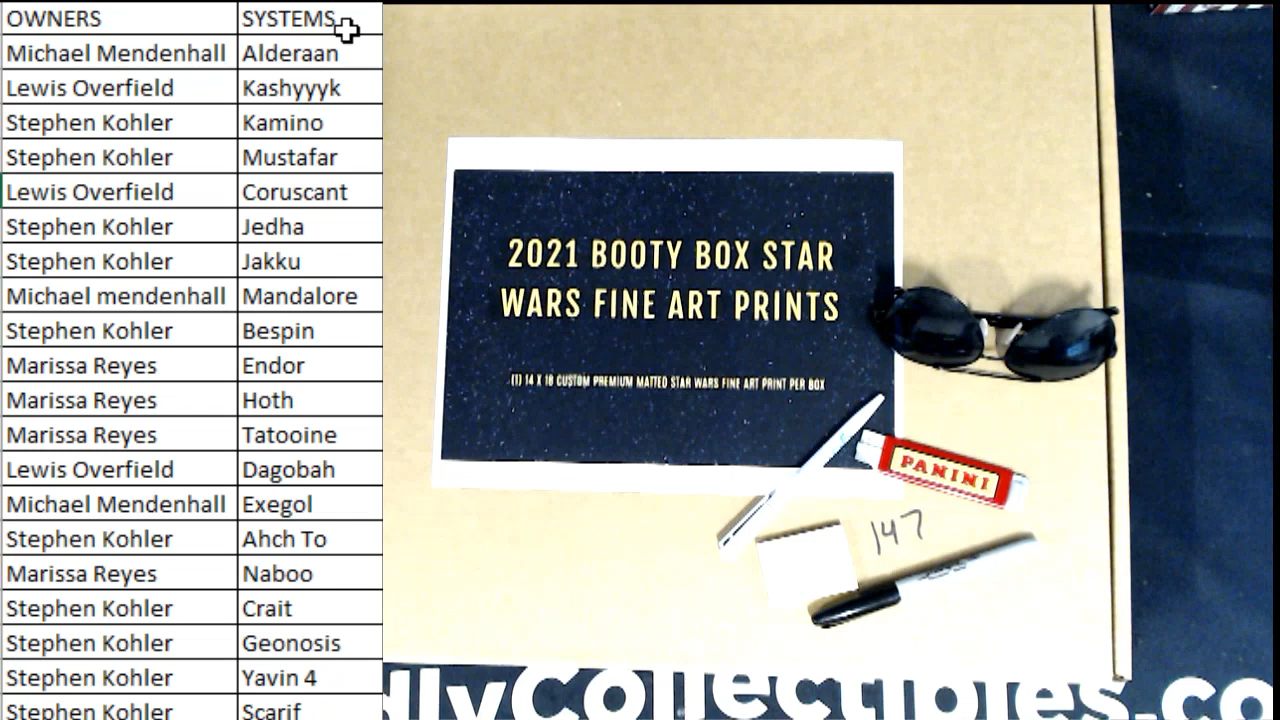 OWNERS SYSTEMS
Michael Mendenhall Alderaan
Lewis Overfield Kashyyyk
Stephen Kohler Kamino
Stephen Kohler Mustafar
Lewis Overfield Coruscant
Stephen Kohler Jedha
Stephen Kohler Jakku
Michael mendenhall Mandalore
Stephen Kohler Bespin
Marissa Reyes Endor
Marissa Reyes Hoth
Marissa Reyes Tatooine
Lewis Overfield Dagobah
Michael Mendenhall Exegol
Stephen Kohler Ahch To
Marissa Reyes Naboo
Stephen Kohler Crait
Stephen Kohler Geonosis
Stephen Kohler Yavin 4
Stephen Kohler Scarif
2021 BOOTY BOX STAR
WARS FINE ART PRINTS
(1) 14 X 18 CUSTOM PREMIUM MATTED STAR WARS FINE ART PRINT PER BOX
PANINI
147
dlyCollectibles.co